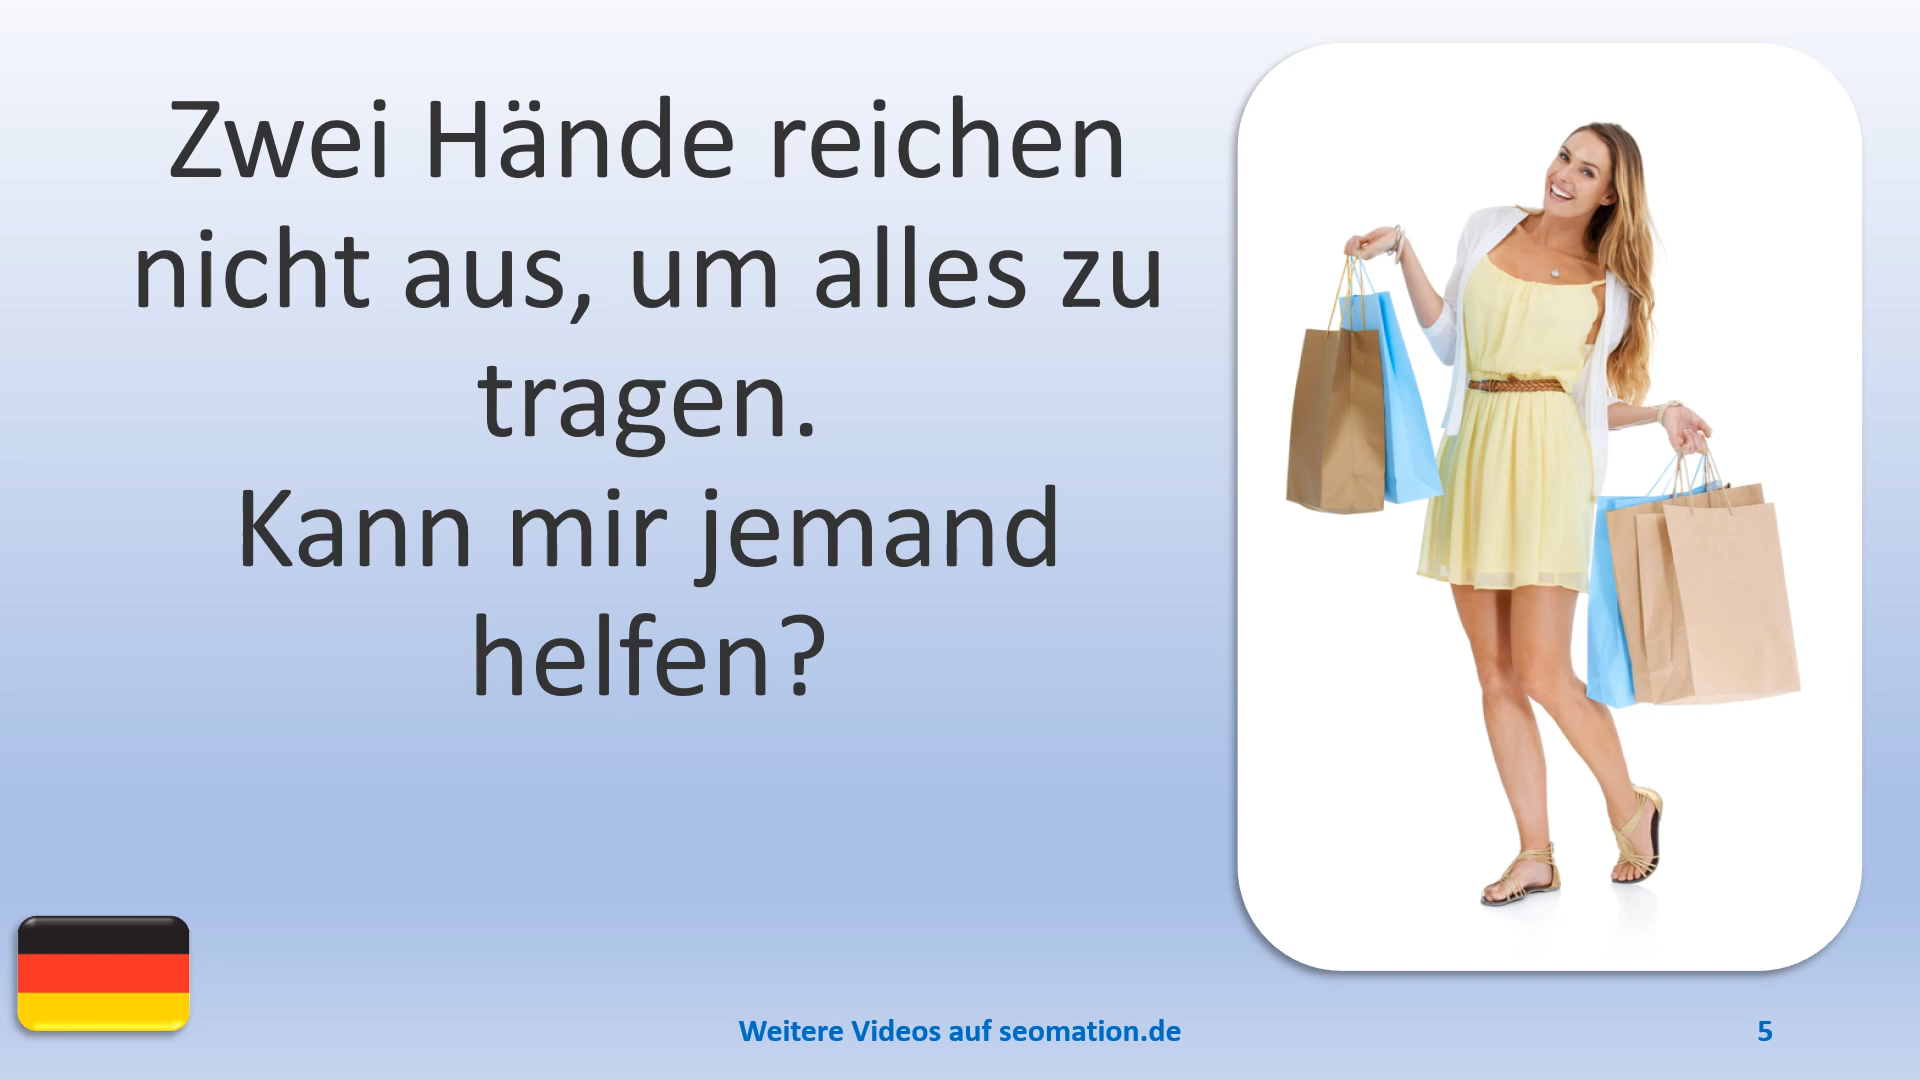 Zwei Hände reichen
nicht aus, um alles zu
tragen.
Kann mir jemand
helfen?
Weitere Videos auf seomation.de
5